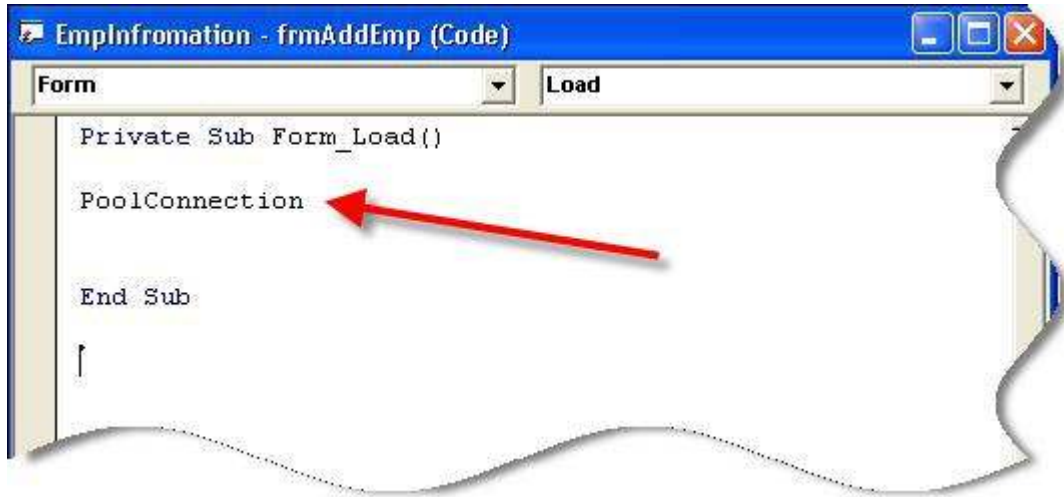 EmpInfromation - frmAddEmp (Code)
Form Load
Private Sub Form_Load()
PoolConnection
End Sub